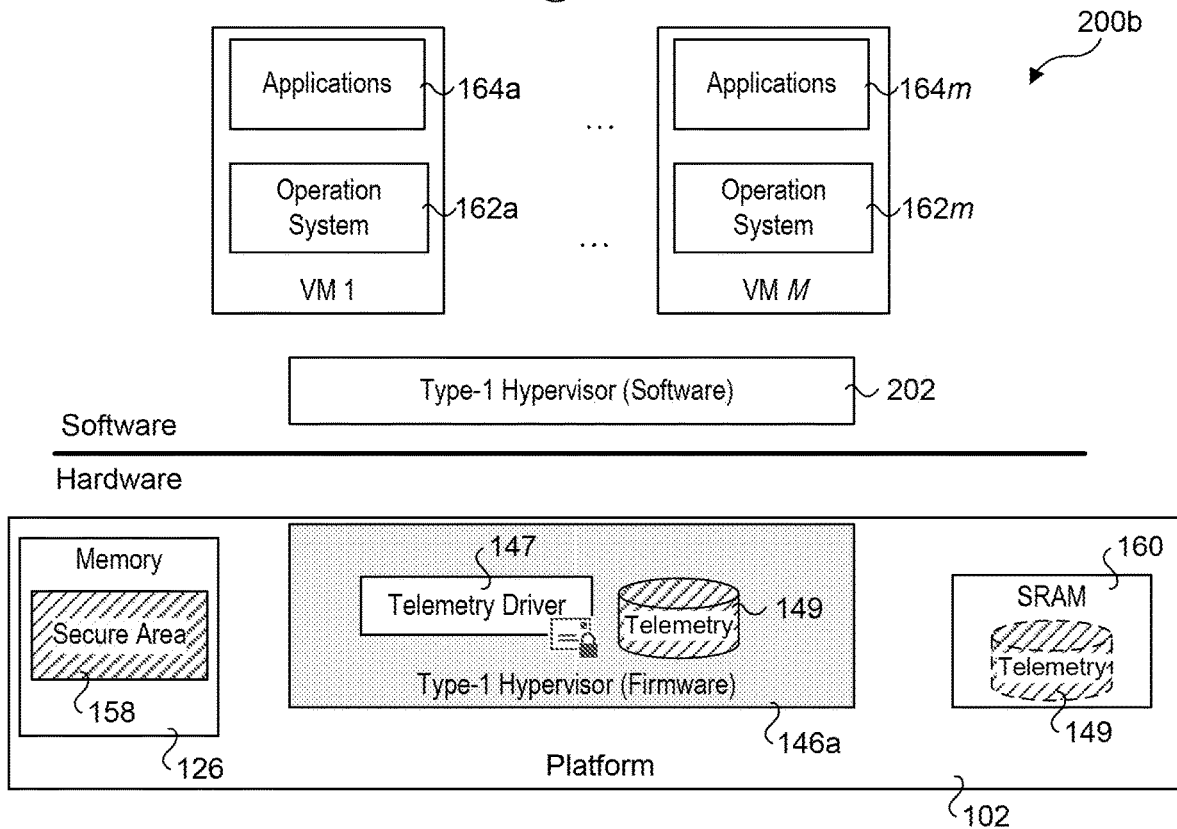 200b
Applications
164a
...
Applications
164m
Operation
System
162a
...
Operation
System
162m
VM 1
VM M
Type-1 Hypervisor (Software)
202
Software
Hardware
Memory
Secure Area
158
126
147
Telemetry Driver
Telemetry
149
Type-1 Hypervisor (Firmware)
146a
160
SRAM
Telemetry
149
Platform
102